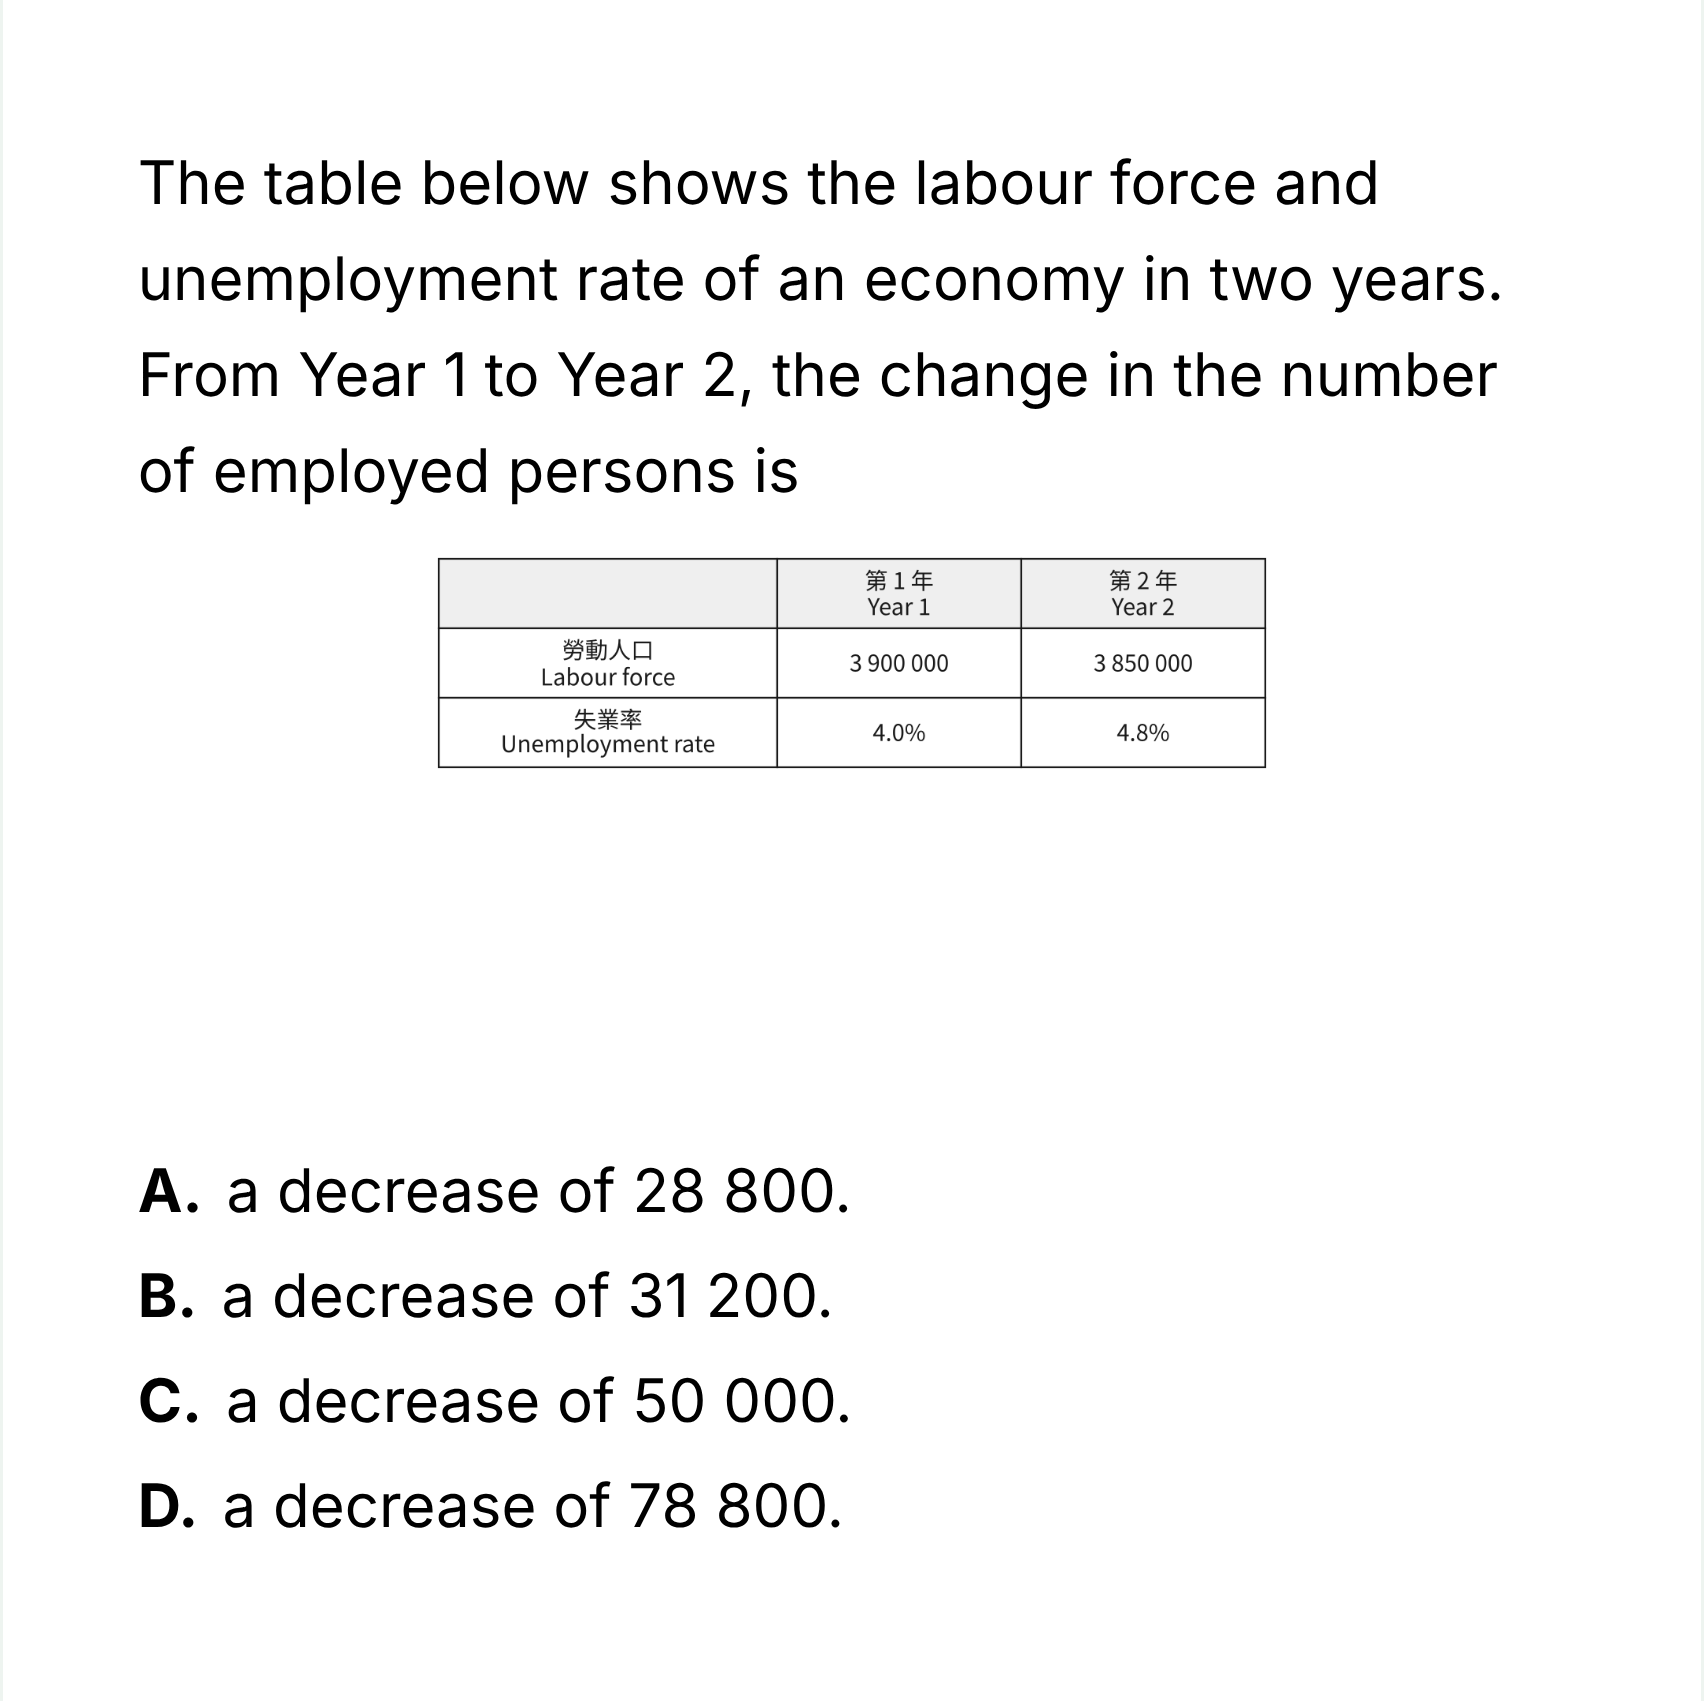 The table below shows the labour force and
unemployment rate of an economy in two years.
From Year 1 to Year 2, the change in the number
of employed persons is
第 1 年 第 2 年
Year 1 Year 2
勞動人口
Labour force 3 900 000 3 850 000
失業率
Unemployment rate 4.0% 4.8%
A. a decrease of 28 800.
B. a decrease of 31 200.
C. a decrease of 50 000.
D. a decrease of 78 800.